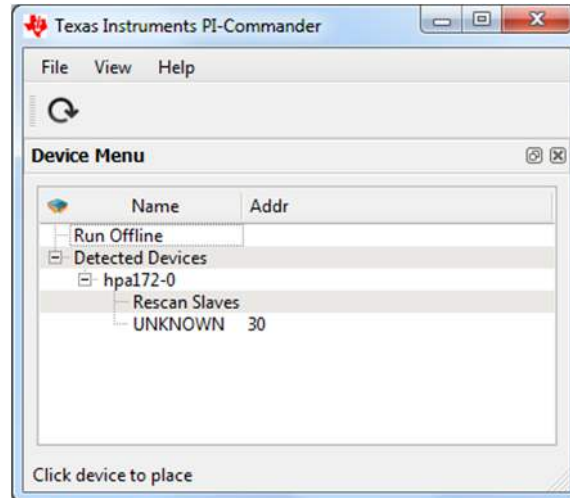 Texas Instruments PI-Commander
File View Help
Device Menu
Name Addr
Run Offline
Detected Devices
hpa172-0
Rescan Slaves
UNKNOWN 30
Click device to place